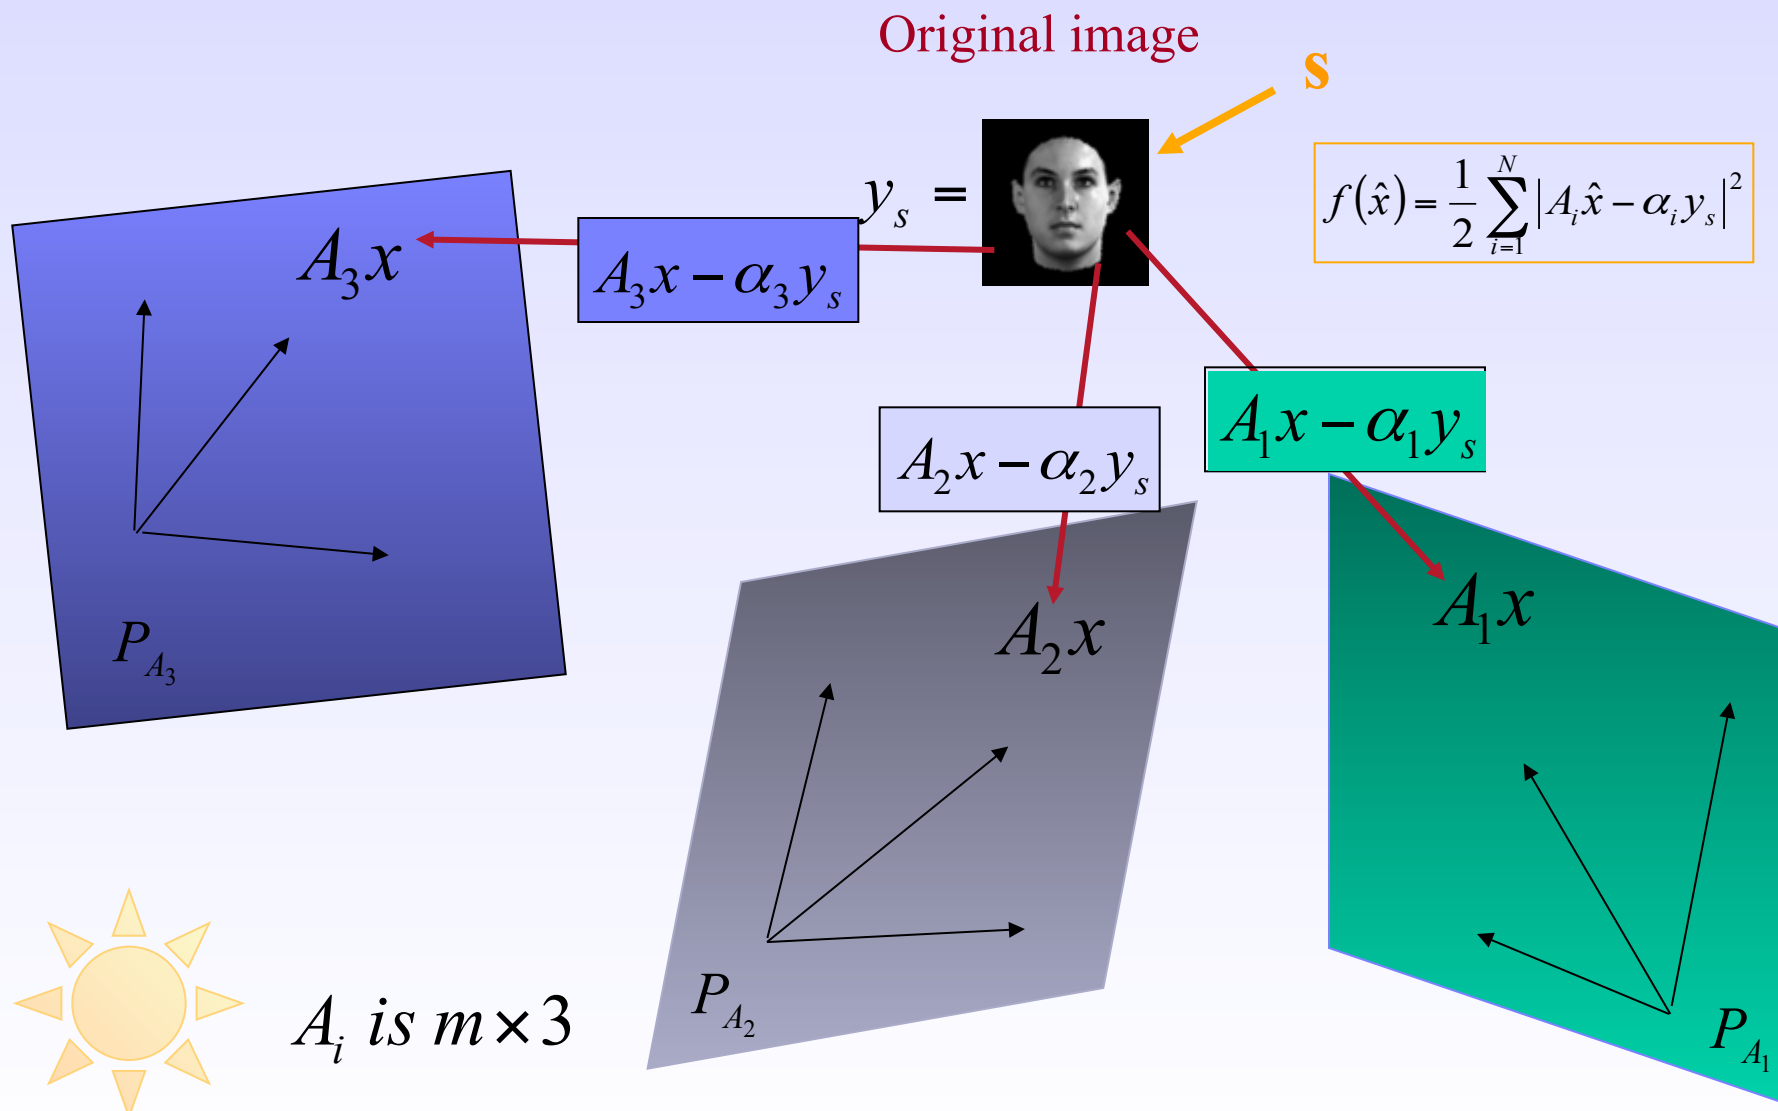 Original image
s
y_s =
f(x̂) = 1/2 ∑_{i=1}^{N} |A_i x̂ − α_i y_s|^2
A_3x
A_3x − α_3y_s
A_2x − α_2y_s
A_1x − α_1y_s
A_2x
A_1x
P_{A_3}
P_{A_2}
P_{A_1}
A_i is m×3